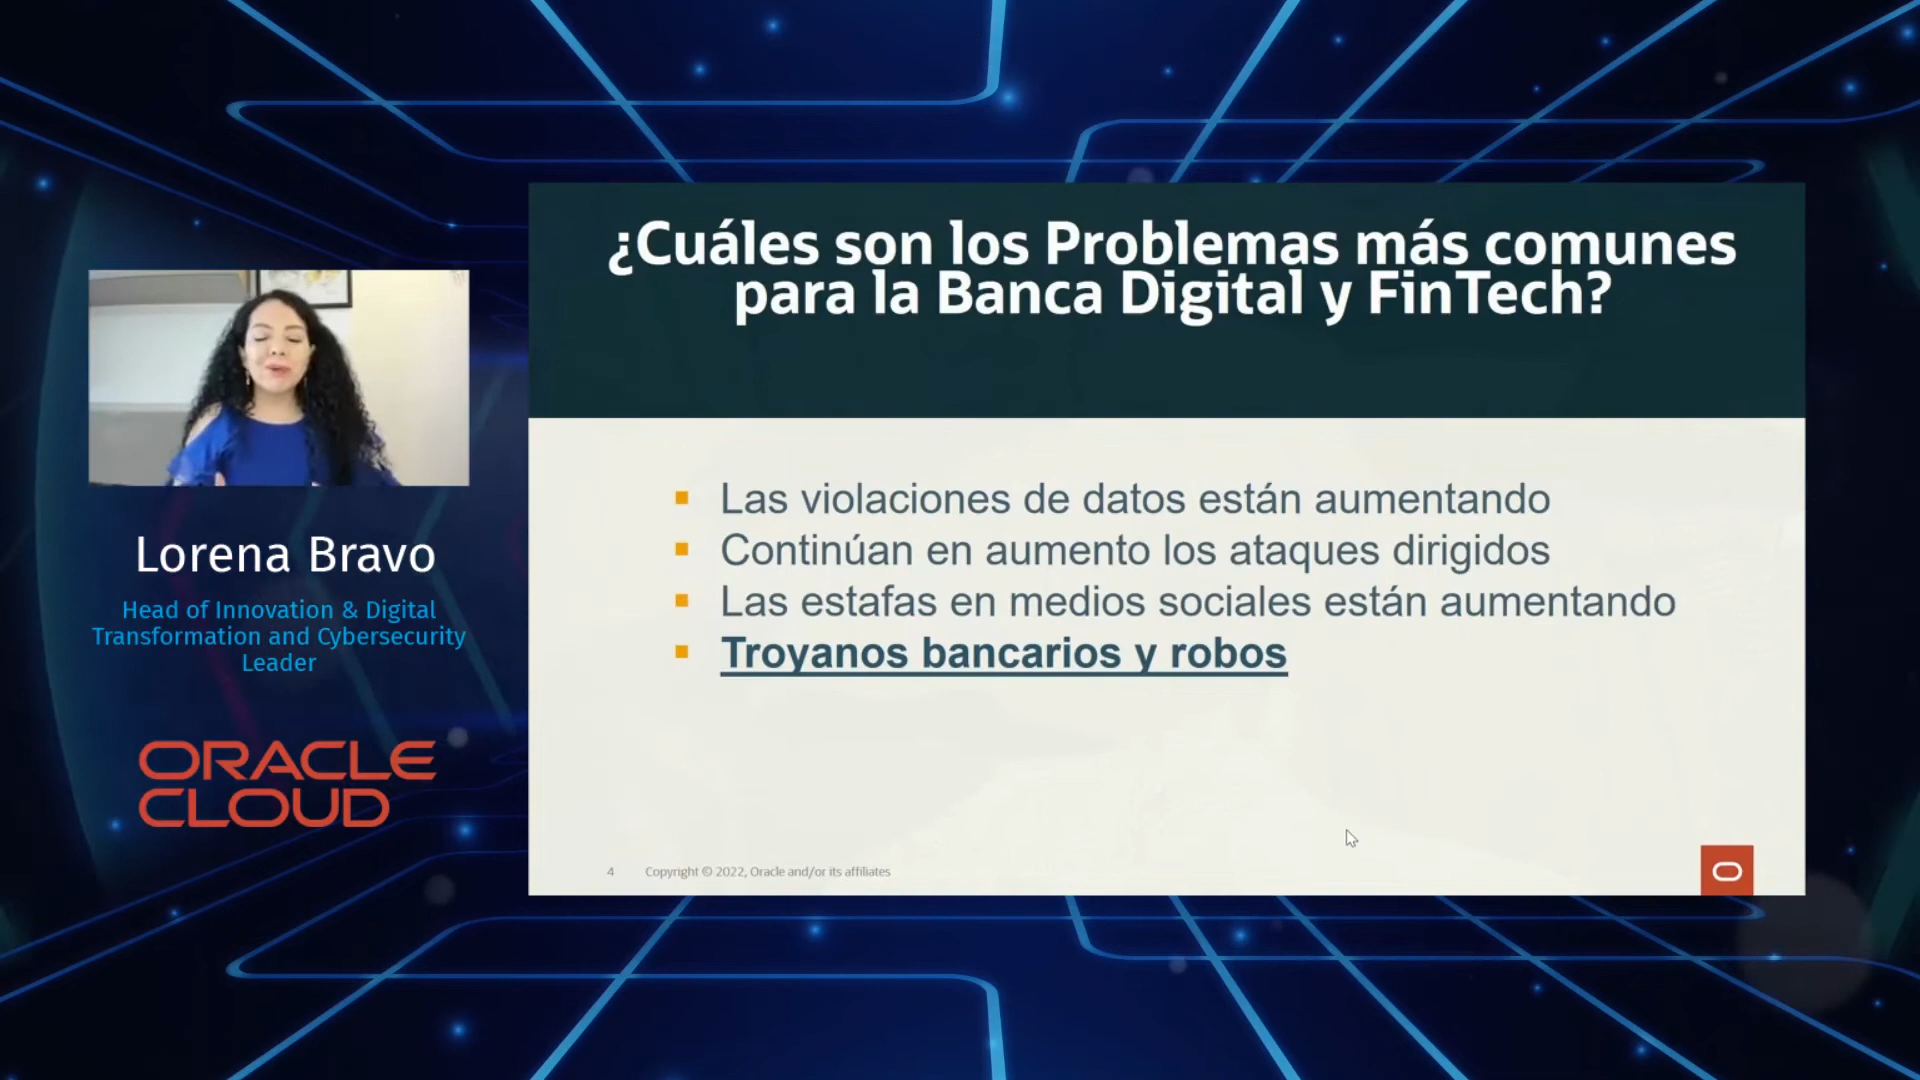 ¿Cuáles son los Problemas más comunes
para la Banca Digital y FinTech?
Las violaciones de datos están aumentando
Continúan en aumento los ataques dirigidos
Las estafas en medios sociales están aumentando
Troyanos bancarios y robos
4 Copyright © 2022, Oracle and/or its affiliates
Lorena Bravo
Head of Innovation & Digital
Transformation and Cybersecurity
Leader
ORACLE
CLOUD